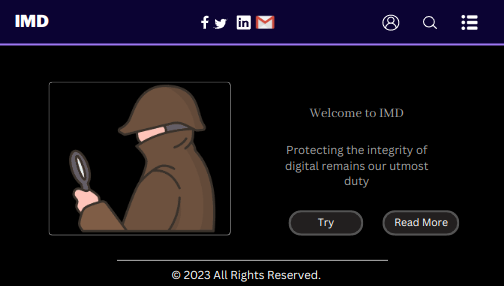 IMD
Welcome to IMD
Protecting the integrity of
digital remains our utmost
duty
Try
Read More
© 2023 All Rights Reserved.